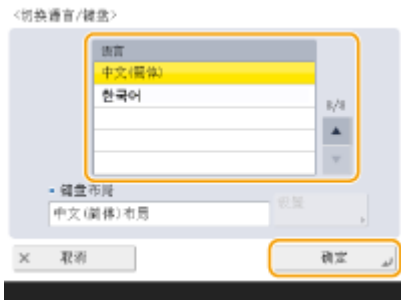 <切换语言/键盘>
语言
中文(简体)
한국어
8/8
键盘布局
中文(简体)布局
设置
× 取消
确定